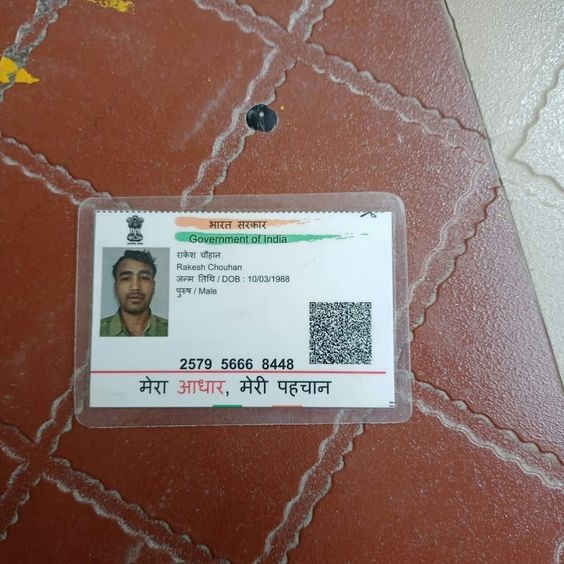 भारत सरकार
Government of India
राकेश चौहान
Rakesh Chouhan
जन्म तिथि / DOB : 10/03/1988
पुरुष / Male
2579 5666 8448
मेरा आधार, मेरी पहचान